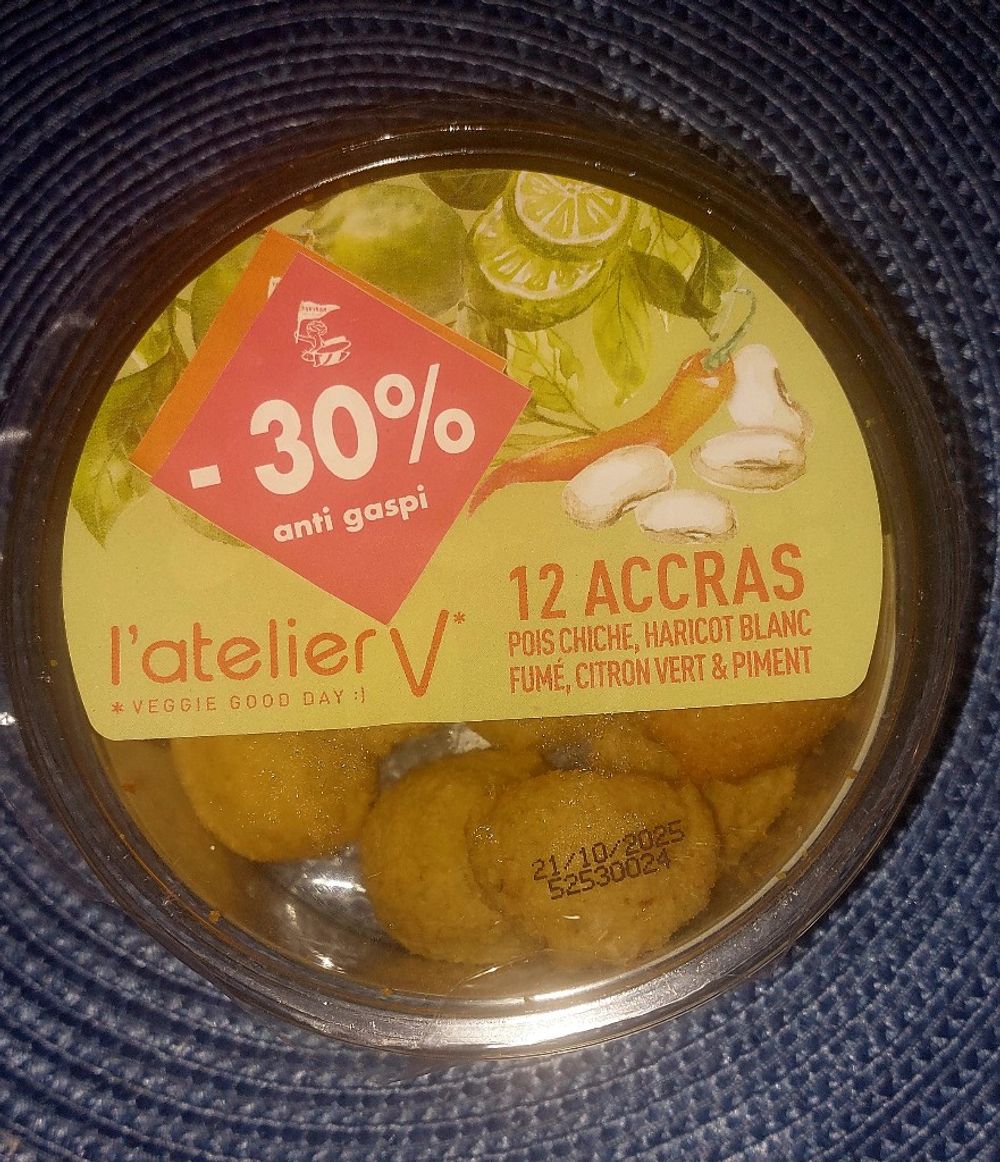 - 30%
anti gaspi
l'atelier V*
* VEGGIE GOOD DAY :)
12 ACCRAS
POIS CHICHE, HARICOT BLANC
FUMÉ, CITRON VERT & PIMENT
21/10/2025
52530024